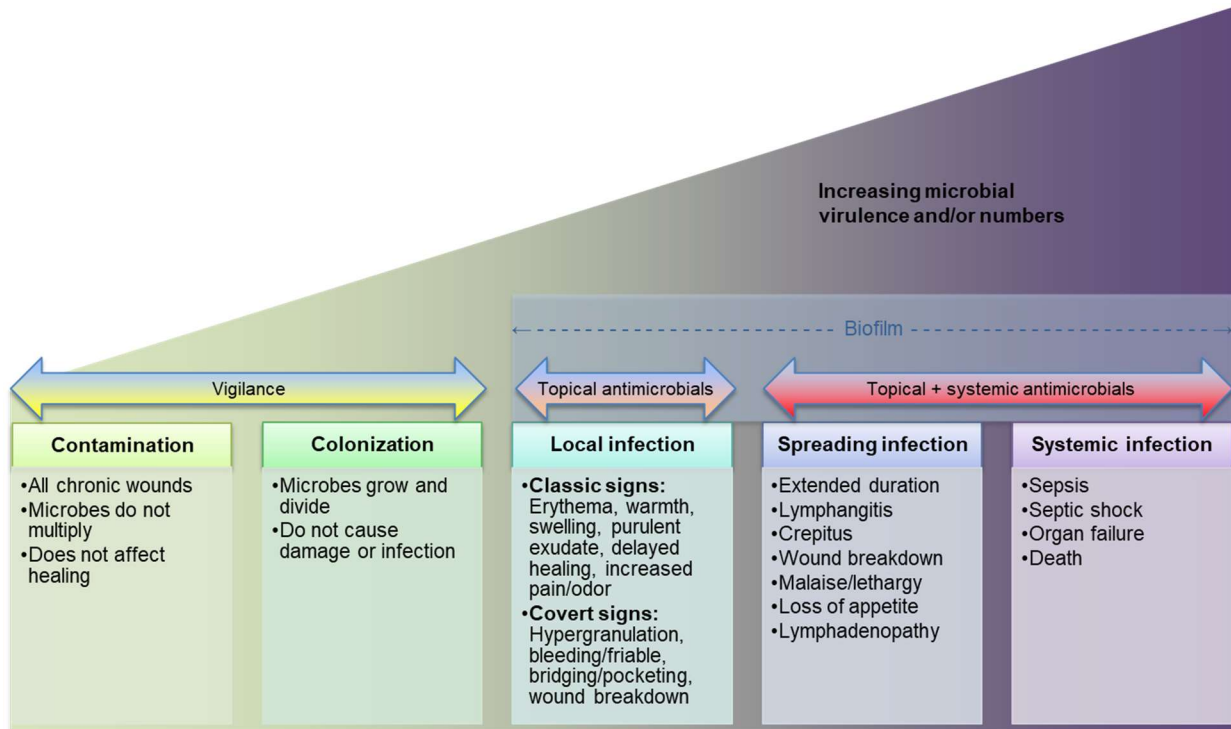 Increasing microbial
virulence and/or numbers
Biofilm
Vigilance
Topical antimicrobials
Topical + systemic antimicrobials
Contamination
•All chronic wounds
•Microbes do not
multiply
•Does not affect
healing
Colonization
•Microbes grow and
divide
•Do not cause
damage or infection
Local infection
•Classic signs:
Erythema, warmth,
swelling, purulent
exudate, delayed
healing, increased
pain/odor
•Covert signs:
Hypergranulation,
bleeding/friable,
bridging/pocketing,
wound breakdown
Spreading infection
•Extended duration
•Lymphangitis
•Crepitus
•Wound breakdown
•Malaise/lethargy
•Loss of appetite
•Lymphadenopathy
Systemic infection
•Sepsis
•Septic shock
•Organ failure
•Death